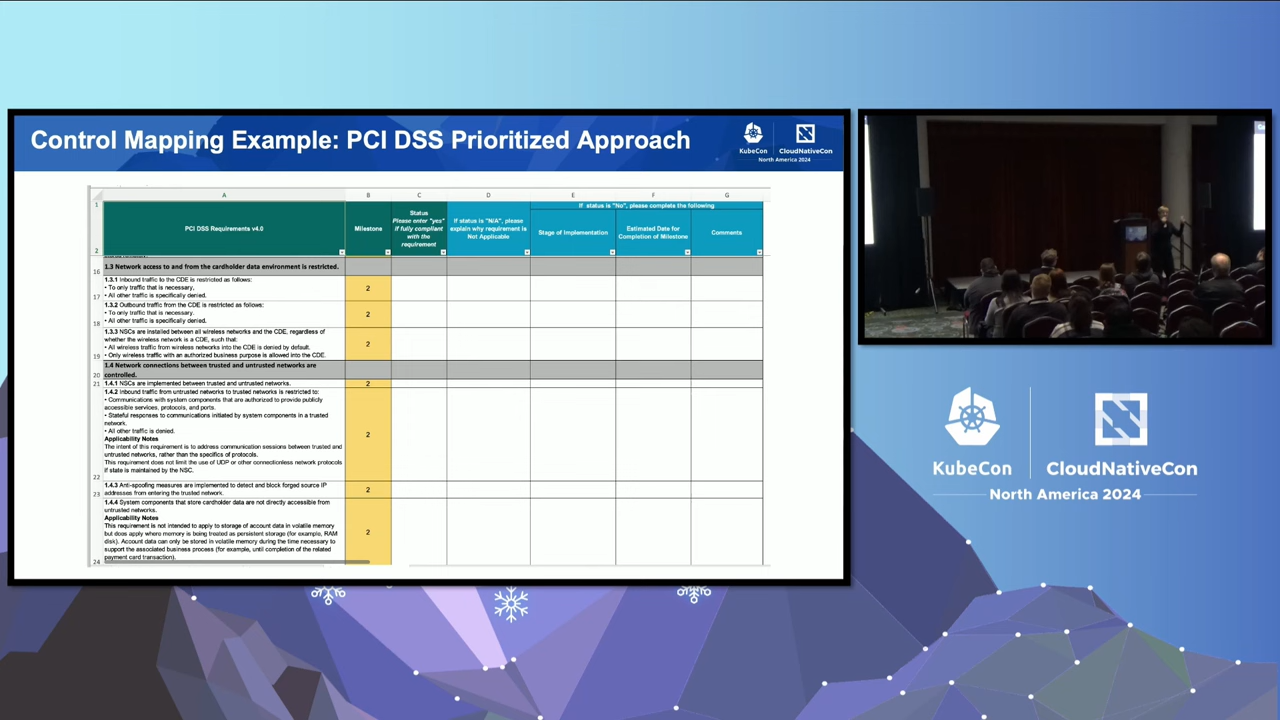 Control Mapping Example: PCI DSS Prioritized Approach
KubeCon
CloudNativeCon
North America 2024
A
B
C
D
E
F
G
1
2
PCI DSS Requirements v4.0
Milestone
Status
Please enter "yes"
if fully compliant
with the
requirement
If status is "N/A", please
explain why requirement is
Not Applicable
If status is "No", please complete the following
Stage of Implementation
Estimated Date for
Completion of Milestone
Comments
16
1.3 Network access to and from the cardholder data environment is restricted.
17
1.3.1 Inbound traffic to the CDE is restricted as follows:
• To only traffic that is necessary,
• All other traffic is specifically denied.
2
18
1.3.2 Outbound traffic from the CDE is restricted as follows:
• To only traffic that is necessary.
• All other traffic is specifically denied.
2
19
1.3.3 NSCs are installed between all wireless networks and the CDE, regardless of
whether the wireless network is a CDE, such that:
• All wireless traffic from wireless networks into the CDE is denied by default.
• Only wireless traffic with an authorized business purpose is allowed into the CDE.
2
20
1.4 Network connections between trusted and untrusted networks are
controlled.
21
1.4.1 NSCs are implemented between trusted and untrusted networks.
2
22
1.4.2 Inbound traffic from untrusted networks to trusted networks is restricted to:
• Communications with system components that are authorized to provide publicly
accessible services, protocols, and ports.
• Stateful responses to communications initiated by system components in a trusted
network.
• All other traffic is denied.
Applicability Notes
The intent of this requirement is to address communication sessions between trusted and
untrusted networks, rather than the specifics of protocols.
This requirement does not limit the use of UDP or other connectionless network protocols
if state is maintained by the NSC.
2
23
1.4.3 Anti-spoofing measures are implemented to detect and block forged source IP
addresses from entering the trusted network.
2
24
1.4.4 System components that store cardholder data are not directly accessible from
untrusted networks.
Applicability Notes
This requirement is not intended to apply to storage of account data in volatile memory
but does apply where memory is being treated as persistent storage (for example, RAM
disk). Account data can only be stored in volatile memory during the time necessary to
support the associated business process (for example, until completion of the related
payment card transaction).
2
KubeCon
CloudNativeCon
North America 2024